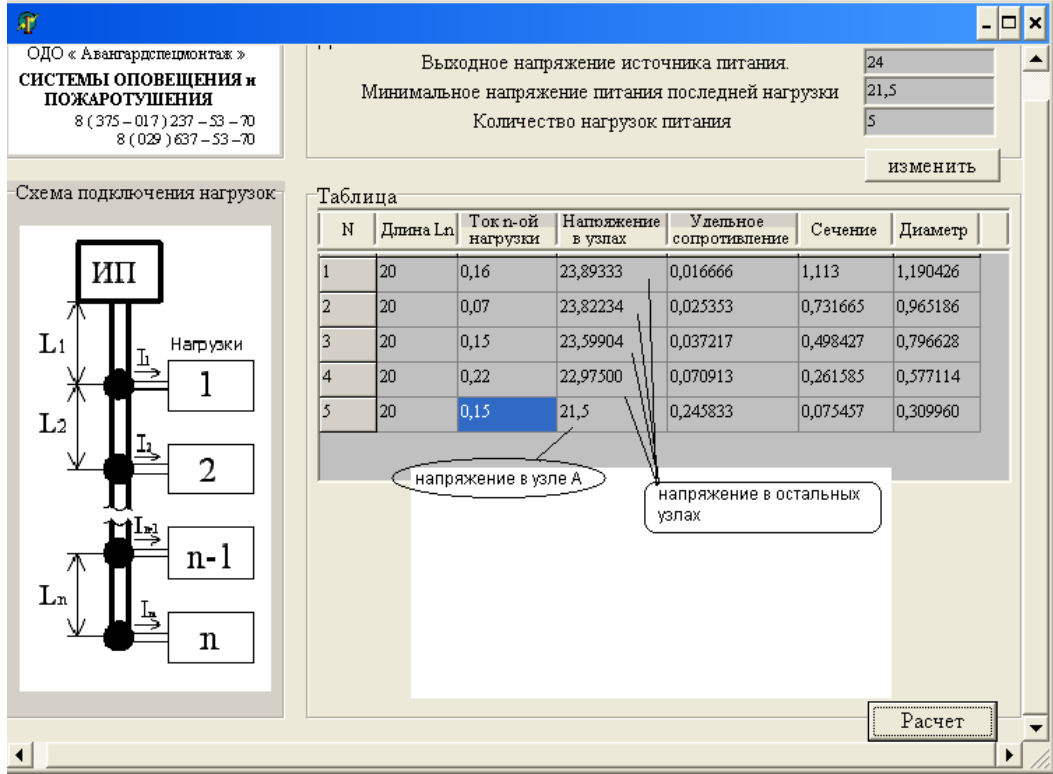 ОДО « Авангардспецмонтаж »
СИСТЕМЫ ОПОВЕЩЕНИЯ и
ПОЖАРОТУШЕНИЯ
8 ( 375 – 017 ) 237 – 53 – 70
8 ( 029 ) 637 – 53 –70
Выходное напряжение источника питания. 24
Минимальное напряжение питания последней нагрузки 21,5
Количество нагрузок питания 5
изменить
Схема подключения нагрузок
ИП
L1
I1
Нагрузки
1
L2
I2
2
In-1
n-1
Ln
In
n
Таблица
N Длина Ln Ток n-ой нагрузки Напряжение в узлах Удельное сопротивление Сечение Диаметр
1 20 0,16 23,89333 0,016666 1,113 1,190426
2 20 0,07 23,82234 0,025353 0,731665 0,965186
3 20 0,15 23,59904 0,037217 0,498427 0,796628
4 20 0,22 22,97500 0,070913 0,261585 0,577114
5 20 0,15 21,5 0,245833 0,075457 0,309960
напряжение в узле А
напряжение в остальных
узлах
Расчет